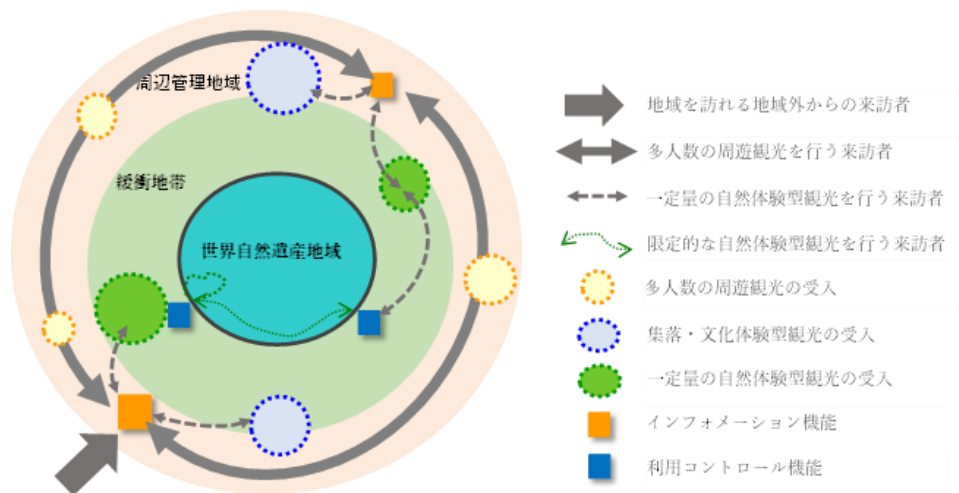 周辺管理地域
緩衝地帯
世界自然遺産地域
地域を訪れる地域外からの来訪者
多人数の周遊観光を行う来訪者
一定量の自然体験型観光を行う来訪者
限定的な自然体験型観光を行う来訪者
多人数の周遊観光の受入
集落・文化体験型観光の受入
一定量の自然体験型観光の受入
インフォメーション機能
利用コントロール機能